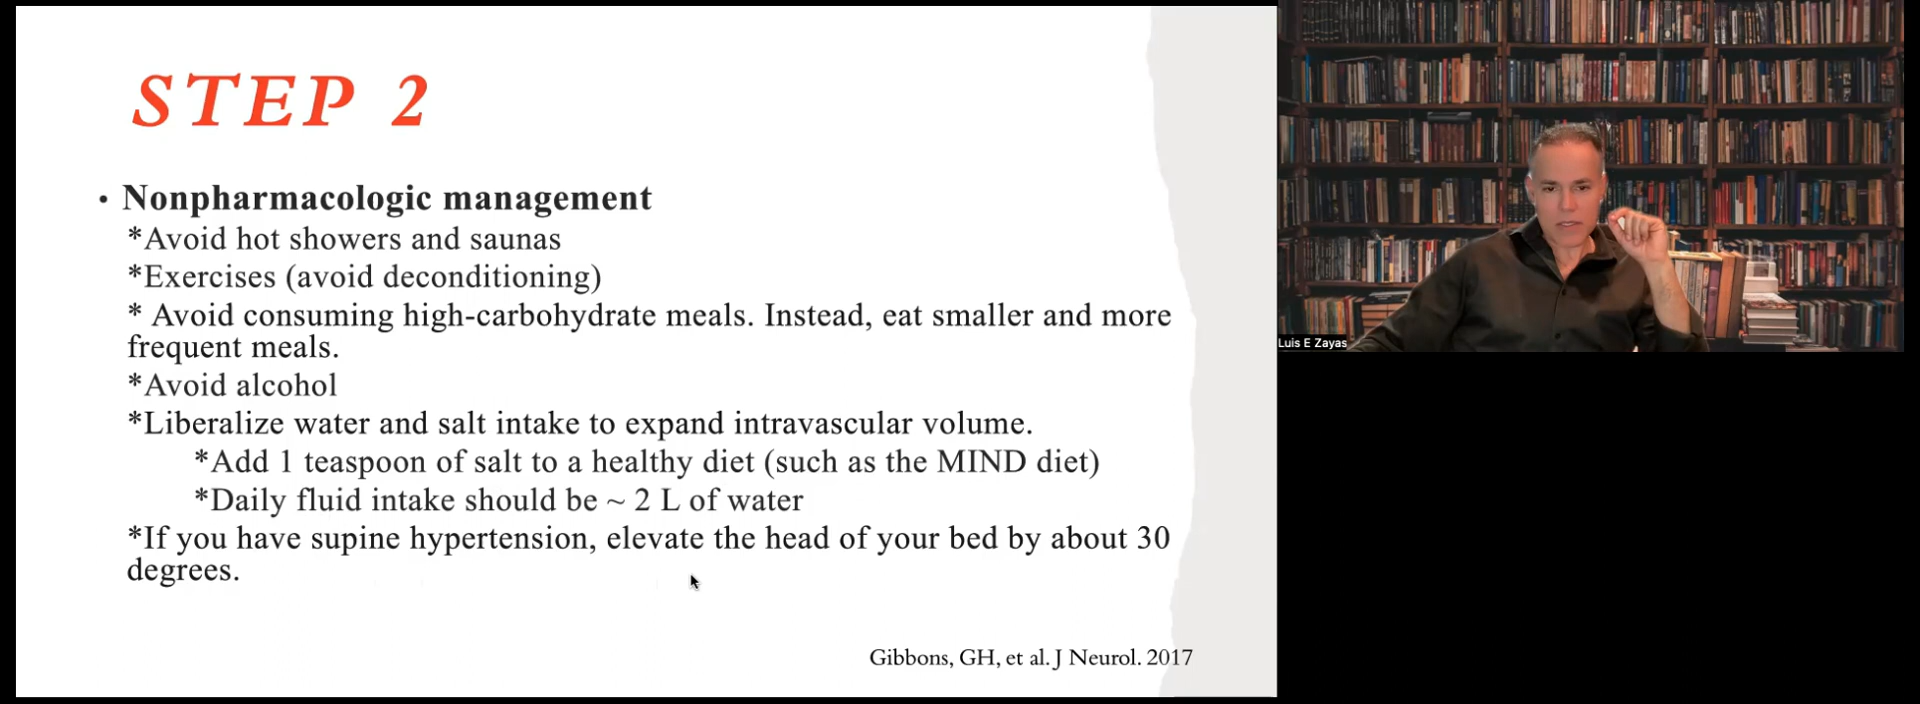 STEP 2
• Nonpharmacologic management
*Avoid hot showers and saunas
*Exercises (avoid deconditioning)
* Avoid consuming high-carbohydrate meals. Instead, eat smaller and more
frequent meals.
*Avoid alcohol
*Liberalize water and salt intake to expand intravascular volume.
*Add 1 teaspoon of salt to a healthy diet (such as the MIND diet)
*Daily fluid intake should be ~ 2 L of water
*If you have supine hypertension, elevate the head of your bed by about 30
degrees.
Gibbons, GH, et al. J Neurol. 2017
Luis E Zayas